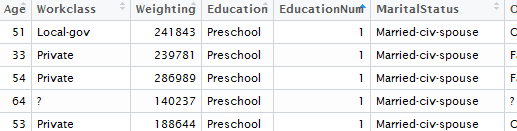 Age Workclass Weighting Education EducationNum MaritalStatus
51 Local-gov 241843 Preschool 1 Married-civ-spouse
33 Private 239781 Preschool 1 Married-civ-spouse
54 Private 286989 Preschool 1 Married-civ-spouse
64 ? 140237 Preschool 1 Married-civ-spouse ?
53 Private 188644 Preschool 1 Married-civ-spouse